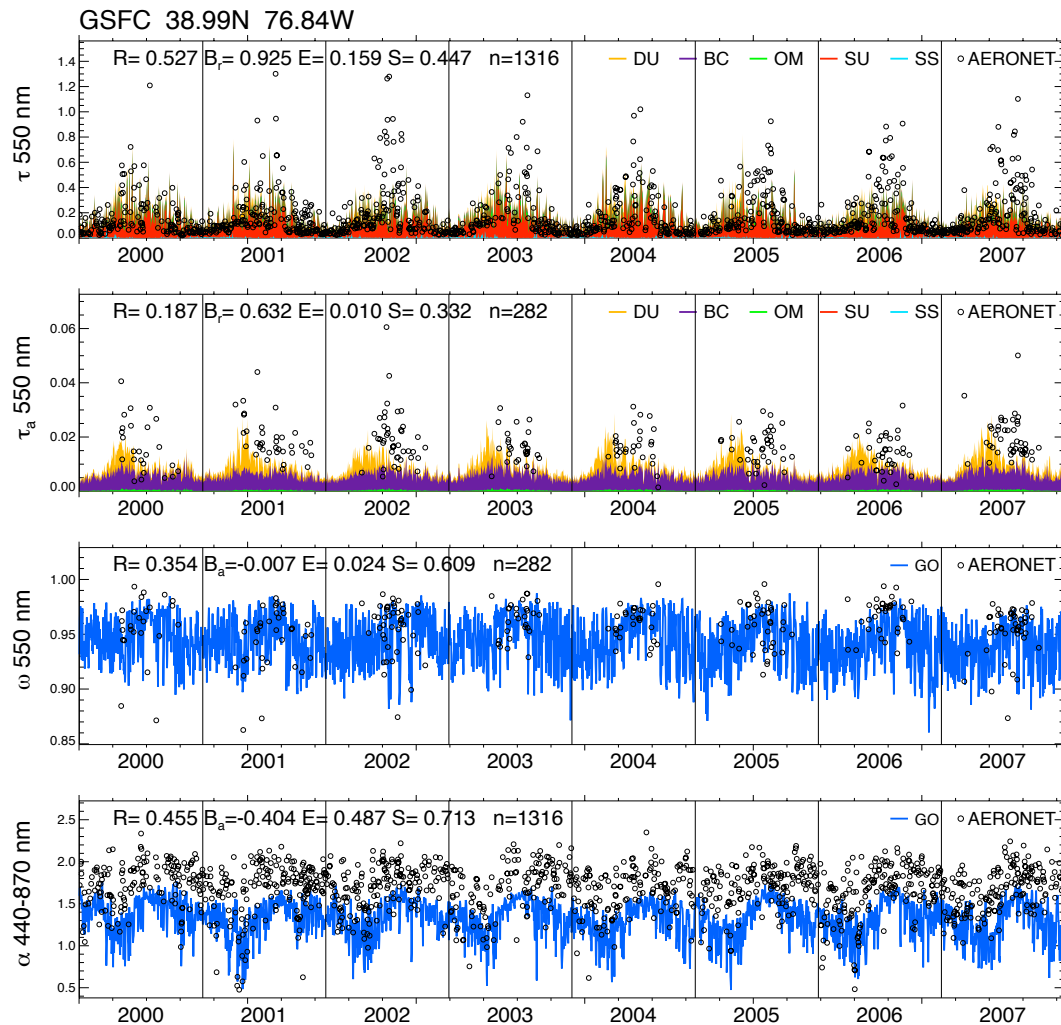 GSFC 38.99N 76.84W
R= 0.527 Br= 0.925 E= 0.159 S= 0.447 n=1316 DU BC OM SU SS AERONET
τ 550 nm
1.4
1.2
1.0
0.8
0.6
0.4
0.2
0.0
2000 2001 2002 2003 2004 2005 2006 2007
R= 0.187 Br= 0.632 E= 0.010 S= 0.332 n=282 DU BC OM SU SS AERONET
τa 550 nm
0.06
0.04
0.02
0.00
2000 2001 2002 2003 2004 2005 2006 2007
R= 0.354 Ba=-0.007 E= 0.024 S= 0.609 n=282 GO AERONET
ω 550 nm
1.00
0.95
0.90
0.85
2000 2001 2002 2003 2004 2005 2006 2007
R= 0.455 Ba=-0.404 E= 0.487 S= 0.713 n=1316 GO AERONET
α 440-870 nm
2.5
2.0
1.5
1.0
0.5
2000 2001 2002 2003 2004 2005 2006 2007